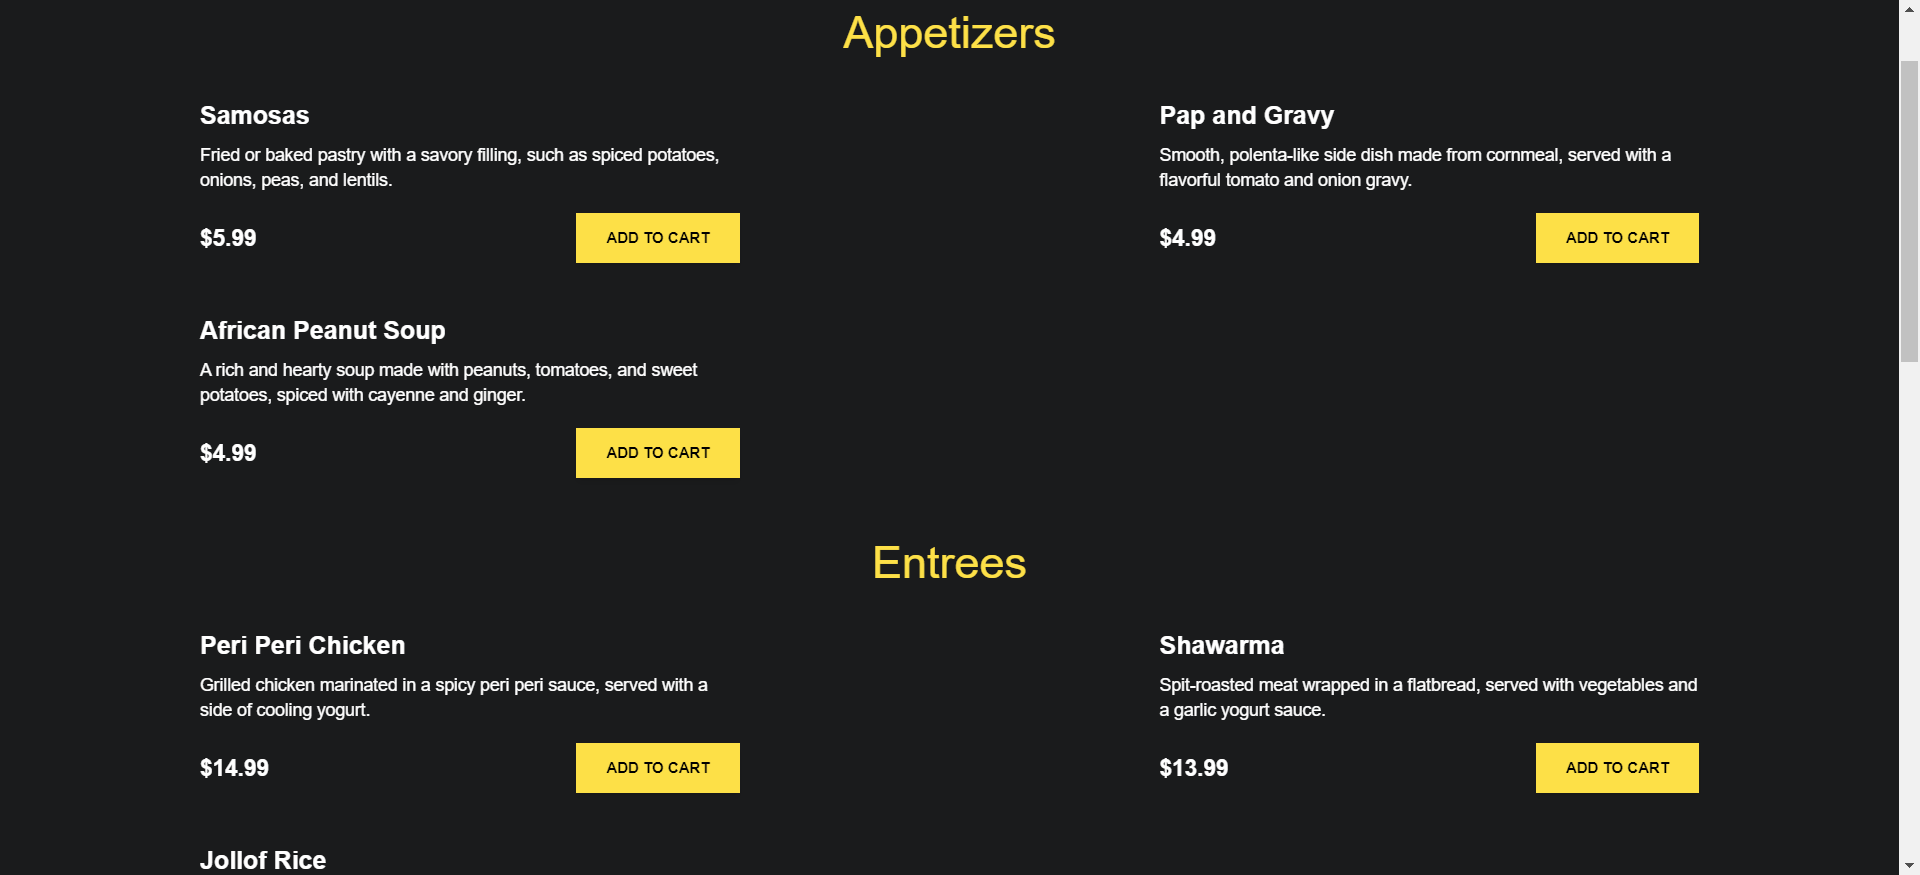 Appetizers
Samosas
Fried or baked pastry with a savory filling, such as spiced potatoes,
onions, peas, and lentils.
$5.99
ADD TO CART
Pap and Gravy
Smooth, polenta-like side dish made from cornmeal, served with a
flavorful tomato and onion gravy.
$4.99
ADD TO CART
African Peanut Soup
A rich and hearty soup made with peanuts, tomatoes, and sweet
potatoes, spiced with cayenne and ginger.
$4.99
ADD TO CART
Entrees
Peri Peri Chicken
Grilled chicken marinated in a spicy peri peri sauce, served with a
side of cooling yogurt.
$14.99
ADD TO CART
Shawarma
Spit-roasted meat wrapped in a flatbread, served with vegetables and
a garlic yogurt sauce.
$13.99
ADD TO CART
Jollof Rice